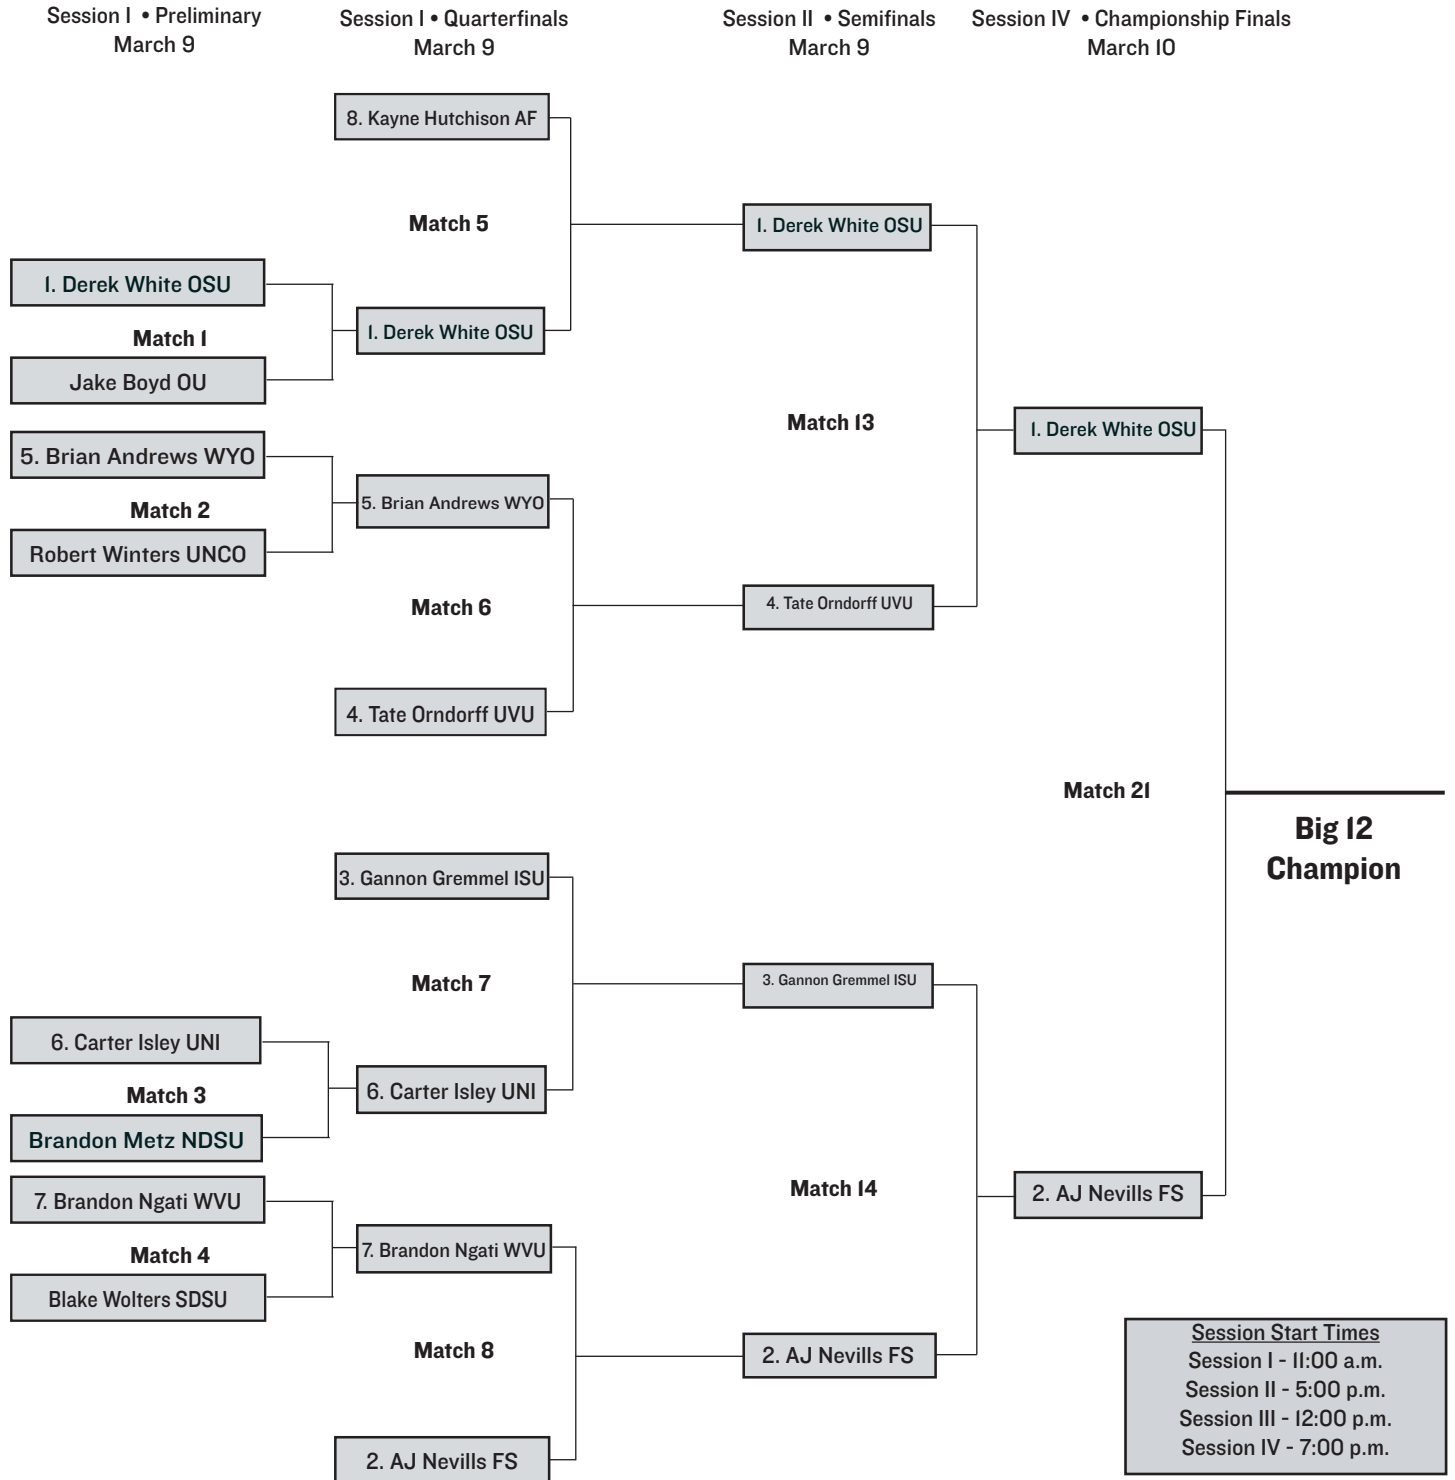 Session I • Preliminary
March 9
Session I • Quarterfinals
March 9
Session II • Semifinals
March 9
Session IV • Championship Finals
March 10
8. Kayne Hutchison AF
Match 5
1. Derek White OSU
1. Derek White OSU
Match 1
1. Derek White OSU
Jake Boyd OU
Match 13
1. Derek White OSU
5. Brian Andrews WYO
Match 2
5. Brian Andrews WYO
Robert Winters UNCO
Match 6
4. Tate Orndorff UVU
4. Tate Orndorff UVU
Match 21
Big 12
Champion
3. Gannon Gremmel ISU
Match 7
3. Gannon Gremmel ISU
6. Carter Isley UNI
Match 3
6. Carter Isley UNI
Brandon Metz NDSU
7. Brandon Ngati WVU
Match 14
2. AJ Nevills FS
Match 4
7. Brandon Ngati WVU
Blake Wolters SDSU
Match 8
2. AJ Nevills FS
2. AJ Nevills FS
Session Start Times
Session I - 11:00 a.m.
Session II - 5:00 p.m.
Session III - 12:00 p.m.
Session IV - 7:00 p.m.